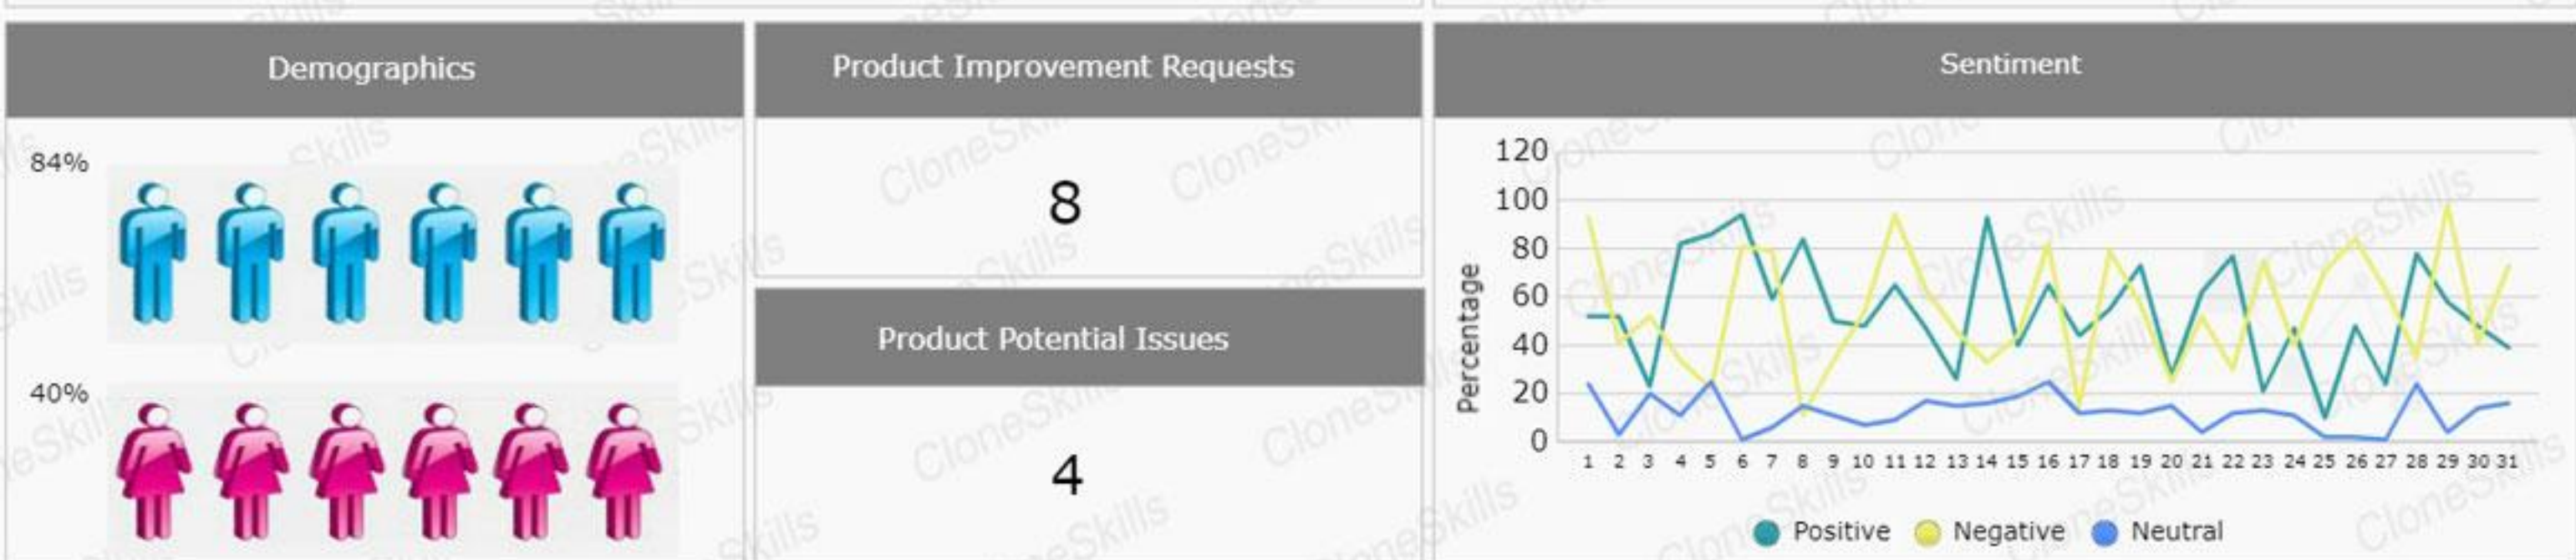 Demographics
84%
40%
Product Improvement Requests
8
Product Potential Issues
4
Sentiment
120
100
80
60
40
20
0
Percentage
1 2 3 4 5 6 7 8 9 10 11 12 13 14 15 16 17 18 19 20 21 22 23 24 25 26 27 28 29 30 31
Positive Negative Neutral
CloneSkills